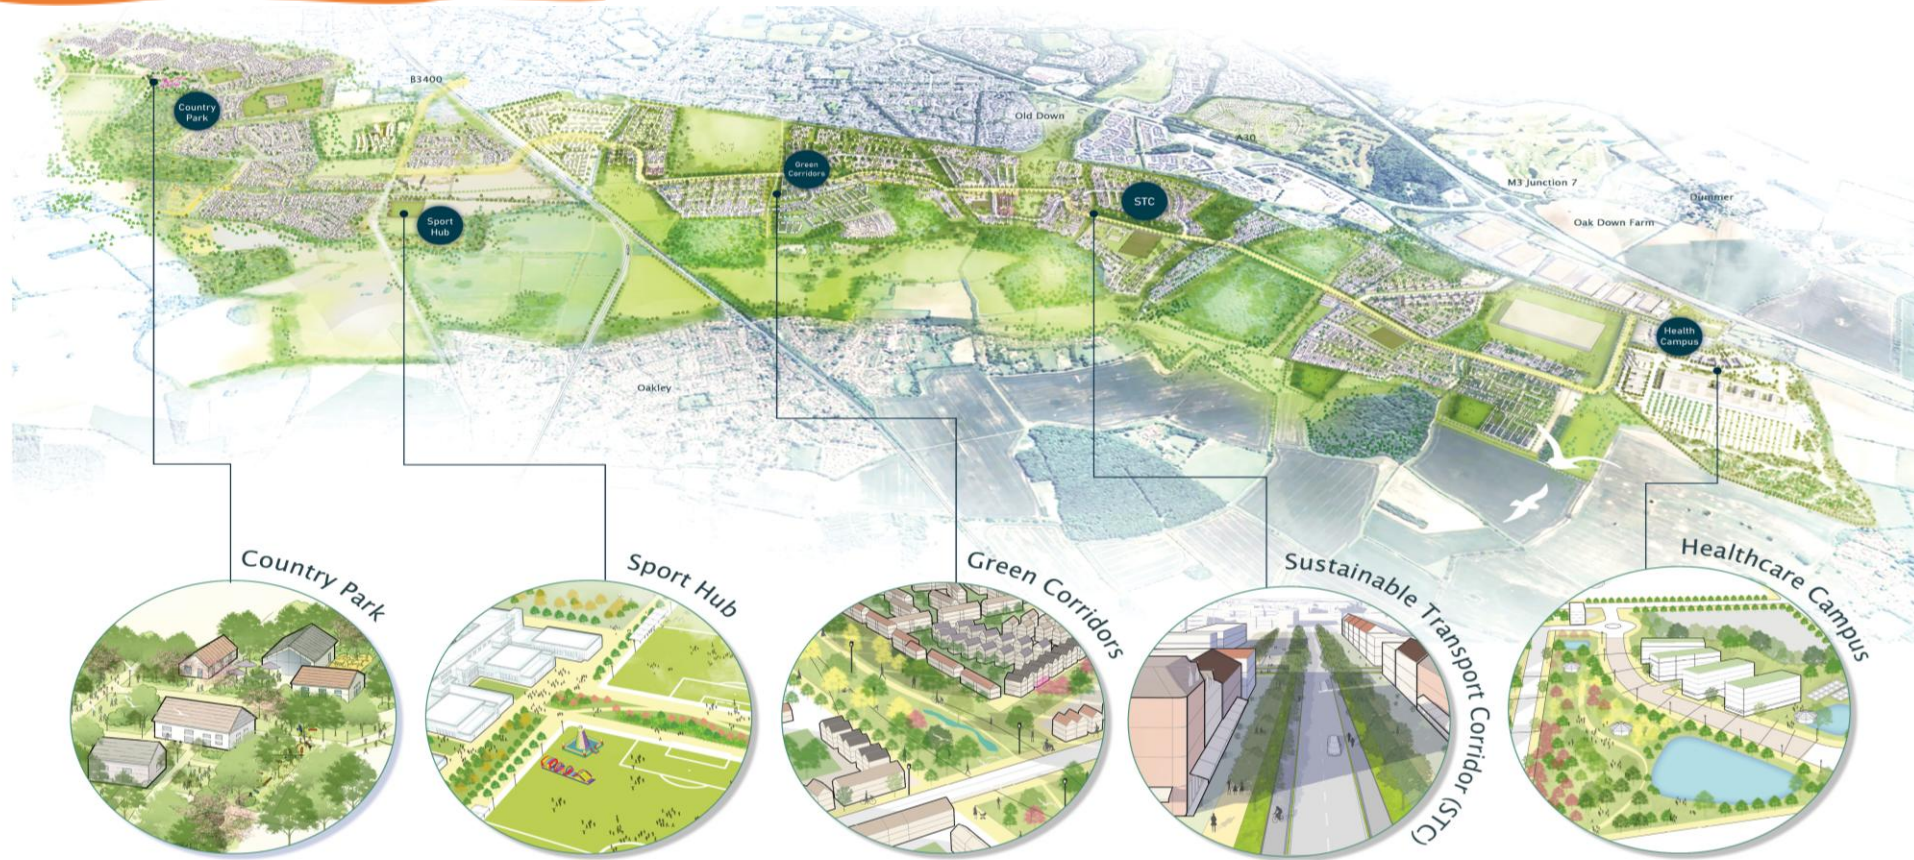 B3400
Country
Park
Old Down
A30
Green
Corridors
M3 Junction 7
Dummer
STC
Oak Down Farm
Sport
Hub
Health
Campus
Oakley
Country Park
Sport Hub
Green Corridors
Sustainable Transport Corridor (STC)
Healthcare Campus